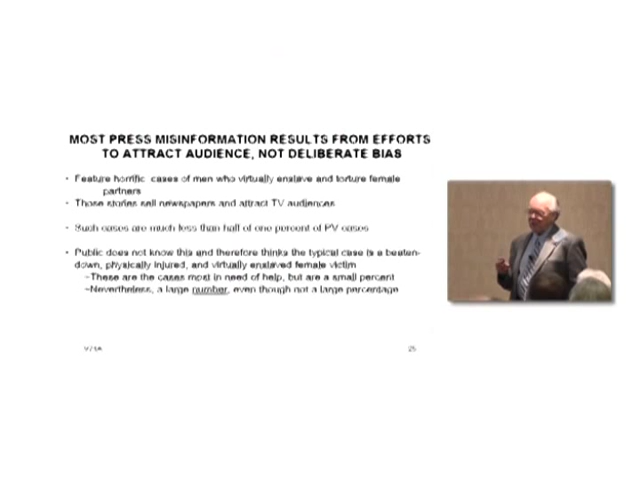 MOST PRESS MISINFORMATION RESULTS FROM EFFORTS
TO ATTRACT AUDIENCE, NOT DELIBERATE BIAS
• Feature horrific cases of men who virtually enslave and torture female
partners
• Those stories sell newspapers and attract TV audiences
• Such cases are much less than half of one percent of PV cases
• Public does not know this and therefore thinks the typical case is a beaten-
down, physically injured, and virtually enslaved female victim
–These are the cases most in need of help, but are a small percent
–Nevertheless, a large number, even though not a large percentage
25